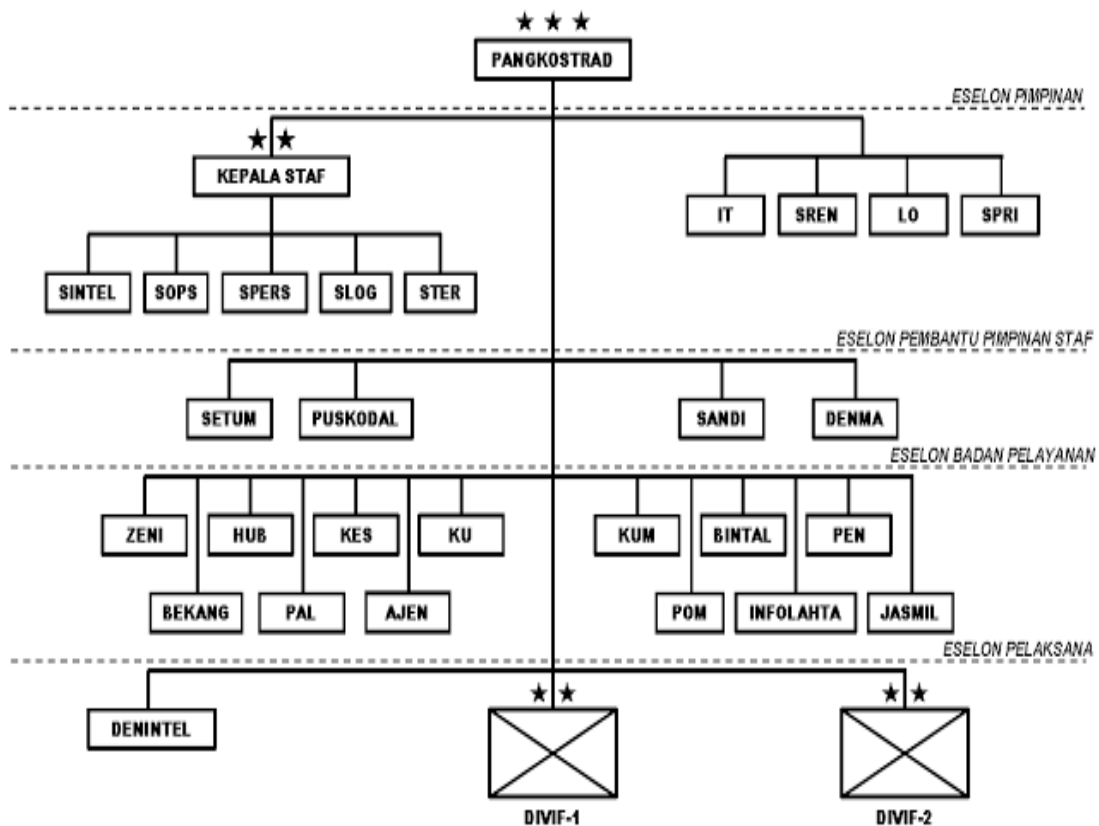 PANGKOSTRAD
ESELON PIMPINAN
KEPALA STAF
IT SREN LO SPRI
SINTEL SOPS SPERS SLOG STER
ESELON PEMBANTU PIMPINAN STAF
SETUM PUSKODAL SANDI DENMA
ESELON BADAN PELAYANAN
ZENI HUB KES KU KUM BINTAL PEN
BEKANG PAL AJEN POM INFOLAHTA JASMIL
ESELON PELAKSANA
DENINTEL
DIVIF-1 DIVIF-2